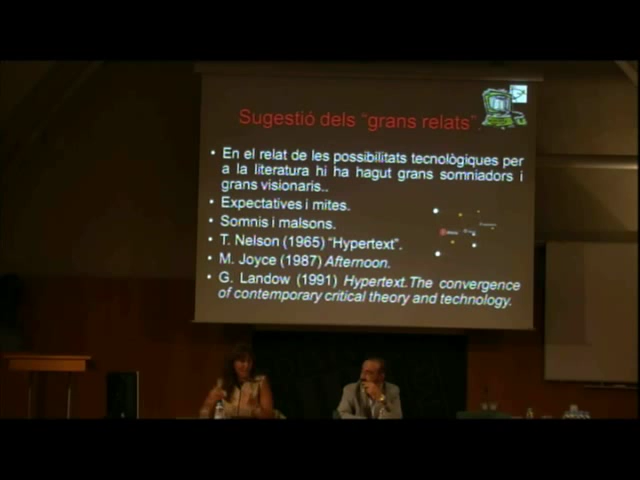 Sugestió dels "grans relats".
• En el relat de les possibilitats tecnològiques per
a la literatura hi ha hagut grans somniadors i
grans visionaris..
• Expectatives i mites.
• Somnis i malsons.
• T. Nelson (1965) "Hypertext".
• M. Joyce (1987) Afternoon.
• G. Landow (1991) Hypertext.The convergence
of contemporary critical theory and technology.